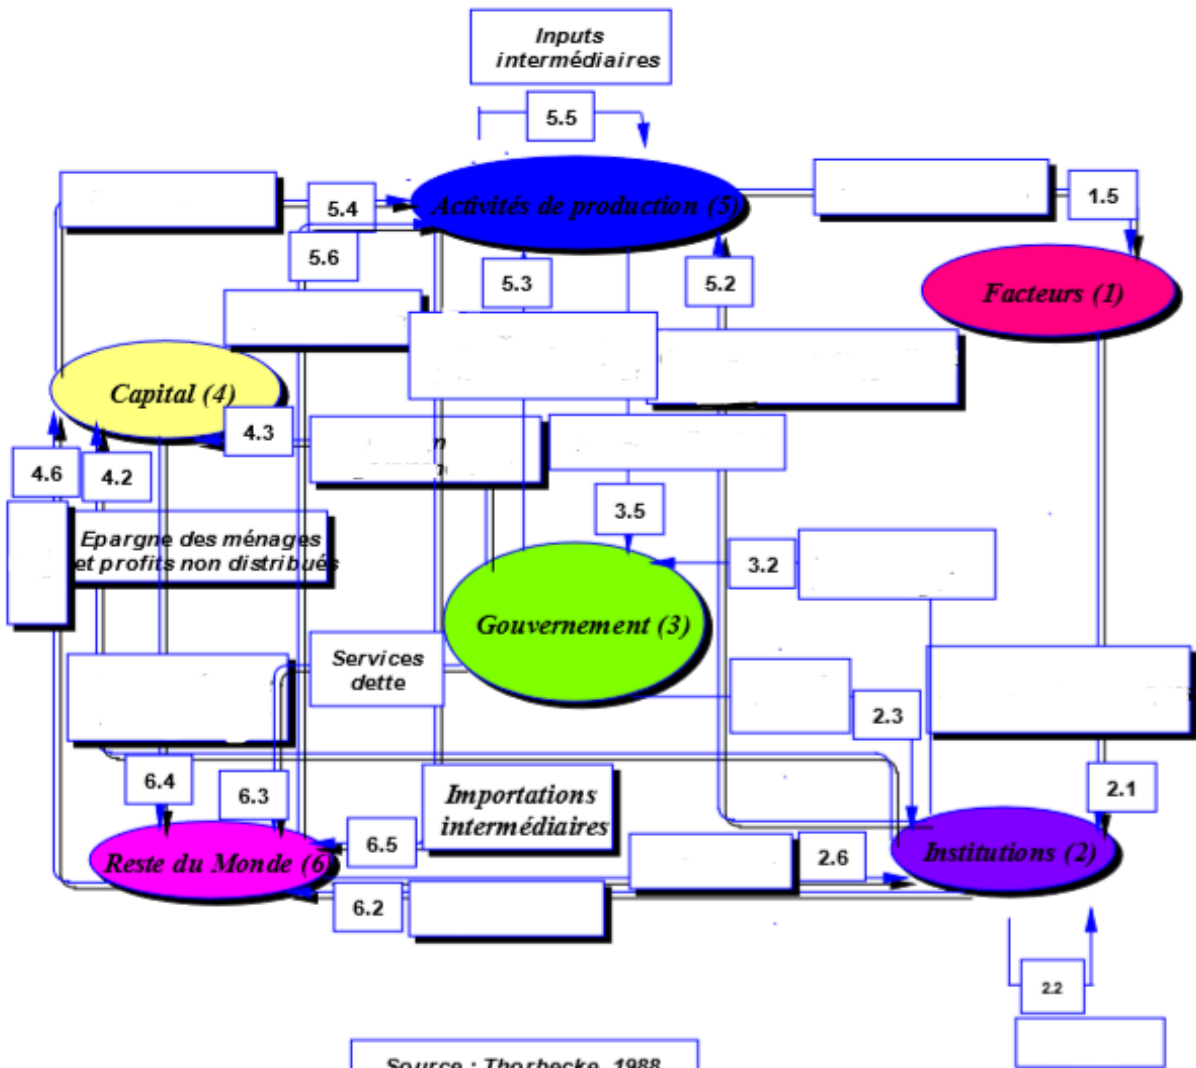 Inputs
intermédiaires
5.5
5.4
Activités de production (5)
1.5
5.6
5.3
5.2
Facteurs (1)
Capital (4)
4.3
n
4.6
4.2
3.5
Epargne des ménages
et profits non distribués
3.2
Gouvernement (3)
Services
dette
2.3
6.4
6.3
Importations
intermédiaires
2.1
6.5
Reste du Monde (6)
2.6
Institutions (2)
6.2
2.2
Source : Thorbecke, 1988